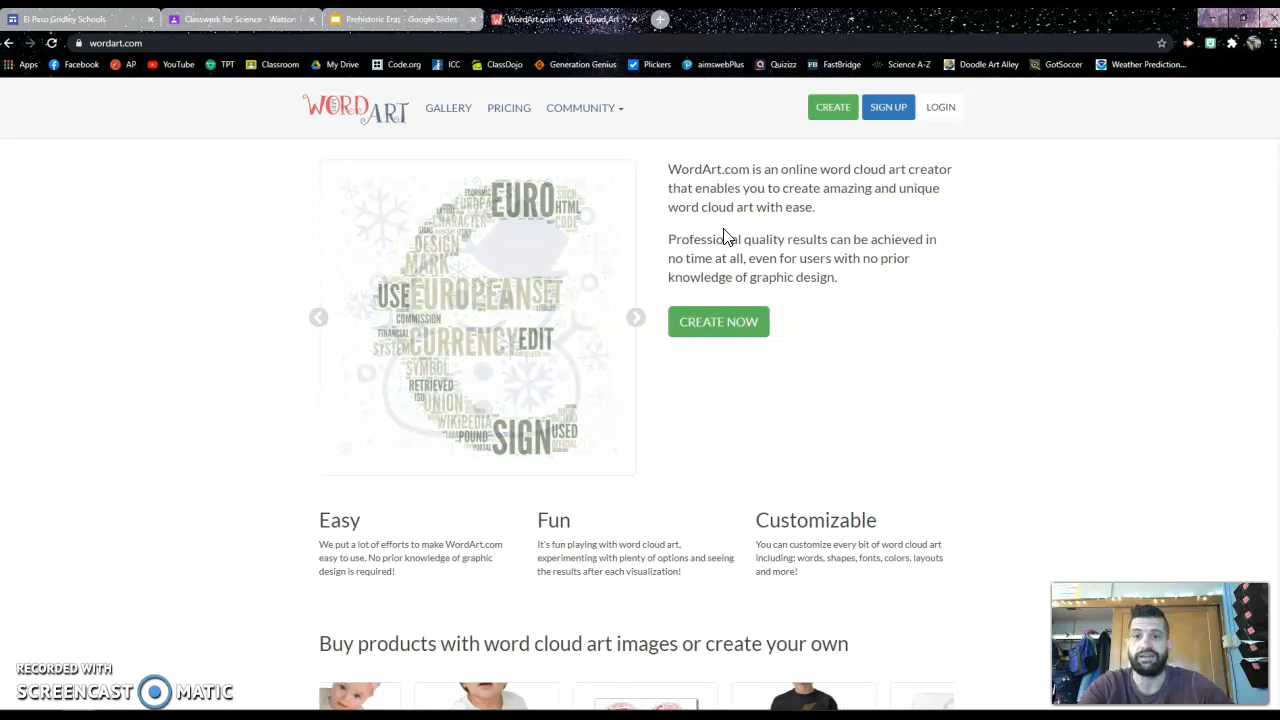 El Paso Gridley Schools
Classwork for Science - Watson
Prehistoric Eras - Google Slides
WordArt.com - Word Cloud Art
wordart.com
Apps Facebook AP YouTube TPT Classroom My Drive Code.org ICC ClassDojo Generation Genius Plickers aimswebPlus Quizizz FastBridge Science A-Z Doodle Art Alley GotSoccer Weather Prediction...
WORD ART
GALLERY PRICING COMMUNITY
CREATE SIGN UP LOGIN
EURO
HTML
CODE
CHARACTER
DESIGN
MARK
USE EUROPEAN SET
COMMISSION
FINANCIAL CURRENCY EDIT
SYSTEM
SYMBOL
RETRIEVED
ISO
UNION
WIKIPEDIA
POUND SIGN USED
PORTAL
WordArt.com is an online word cloud art creator
that enables you to create amazing and unique
word cloud art with ease.
Professional quality results can be achieved in
no time at all, even for users with no prior
knowledge of graphic design.
CREATE NOW
Easy
We put a lot of efforts to make WordArt.com
easy to use. No prior knowledge of graphic
design is required!
Fun
It's fun playing with word cloud art,
experimenting with plenty of options and seeing
the results after each visualization!
Customizable
You can customize every bit of word cloud art
including: words, shapes, fonts, colors, layouts
and more!
Buy products with word cloud art images or create your own
RECORDED WITH
SCREENCAST MATIC